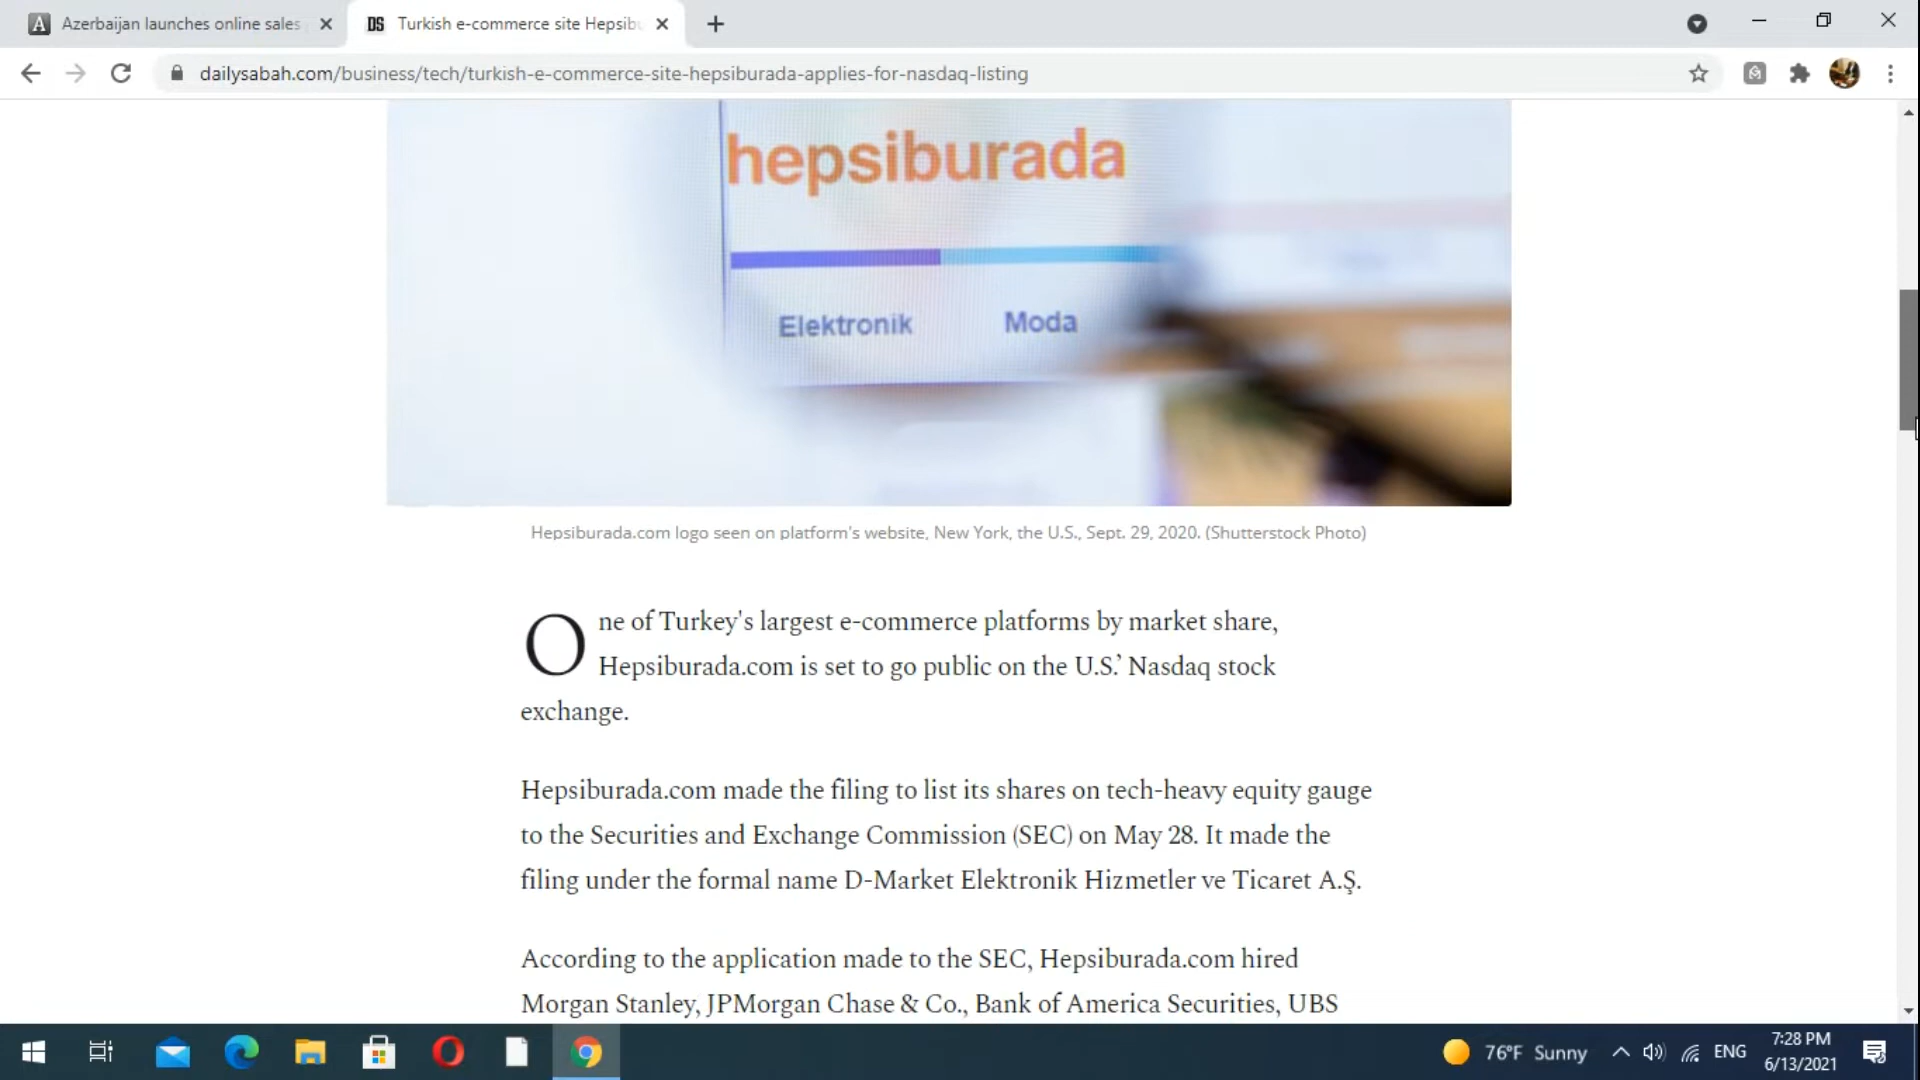 Azerbaijan launches online sales
DS Turkish e-commerce site Hepsib
dailysabah.com/business/tech/turkish-e-commerce-site-hepsiburada-applies-for-nasdaq-listing
hepsiburada
Elektronik Moda
Hepsiburada.com logo seen on platform's website, New York, the U.S., Sept. 29, 2020. (Shutterstock Photo)
One of Turkey's largest e-commerce platforms by market share,
Hepsiburada.com is set to go public on the U.S.’ Nasdaq stock
exchange.
Hepsiburada.com made the filing to list its shares on tech-heavy equity gauge
to the Securities and Exchange Commission (SEC) on May 28. It made the
filing under the formal name D-Market Elektronik Hizmetler ve Ticaret A.Ş.
According to the application made to the SEC, Hepsiburada.com hired
Morgan Stanley, JPMorgan Chase & Co., Bank of America Securities, UBS
76°F Sunny
ENG
7:28 PM
6/13/2021